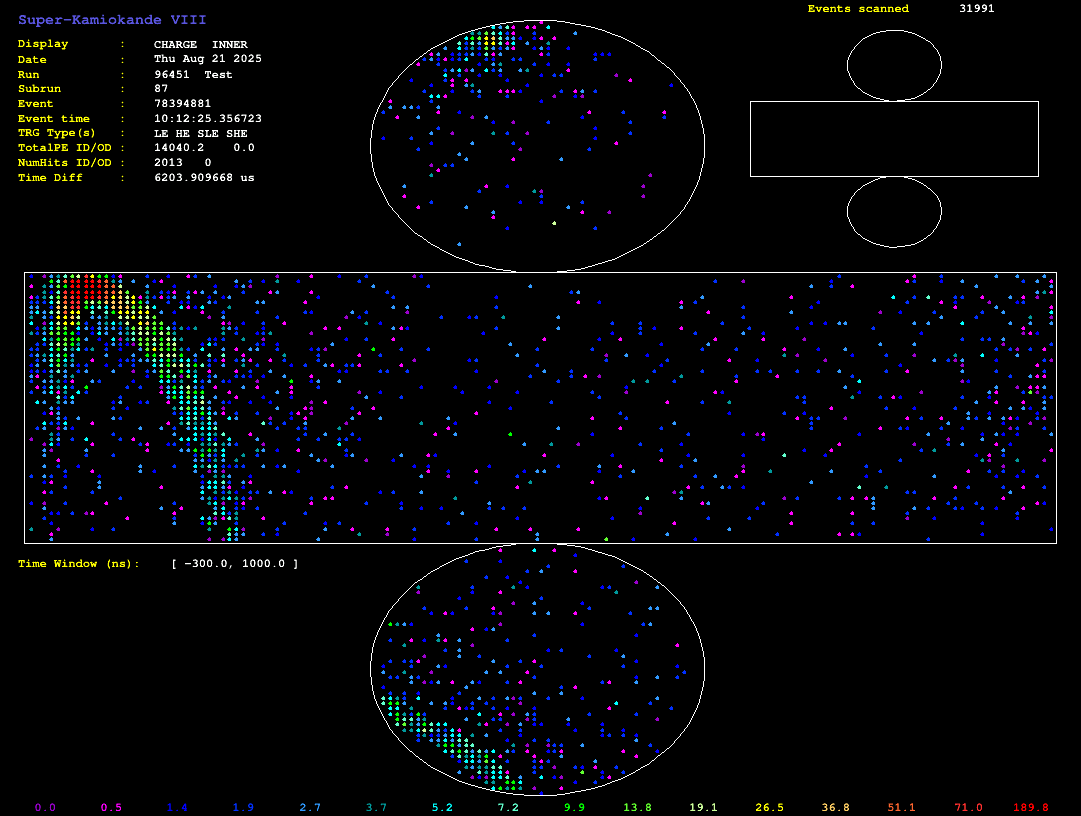 Super-Kamiokande VIII
Events scanned 31991
Display : CHARGE INNER
Date : Thu Aug 21 2025
Run : 96451 Test
Subrun : 87
Event : 78394881
Event time : 10:12:25.356723
TRG Type(s) : LE HE SLE SHE
TotalPE ID/OD : 14040.2 0.0
NumHits ID/OD : 2013 0
Time Diff : 6203.909668 us
Time Window (ns): [ -300.0, 1000.0 ]
0.0 0.5 1.4 1.9 2.7 3.7 5.2 7.2 9.9 13.8 19.1 26.5 36.8 51.1 71.0 189.8